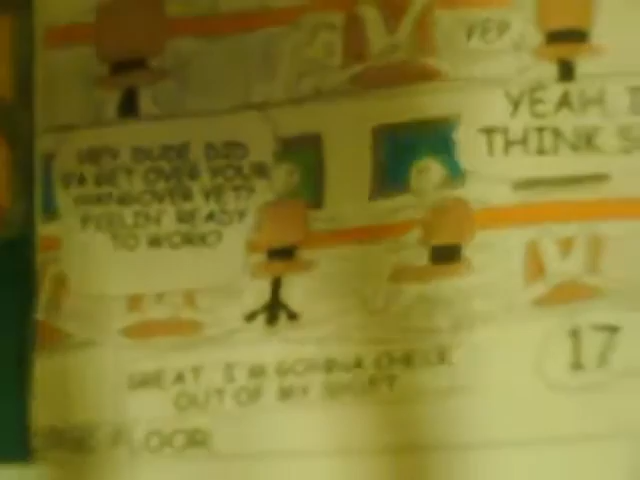 YEP.
YEAH, I
THINK S
HEY, DUDE, DID
YA GET OVER YOUR
HANGOVER YET?
FEELIN' READY
TO WORK?
17
GREAT. I'M GONNA CHECK
OUT OF MY SHIFT
FLOOR